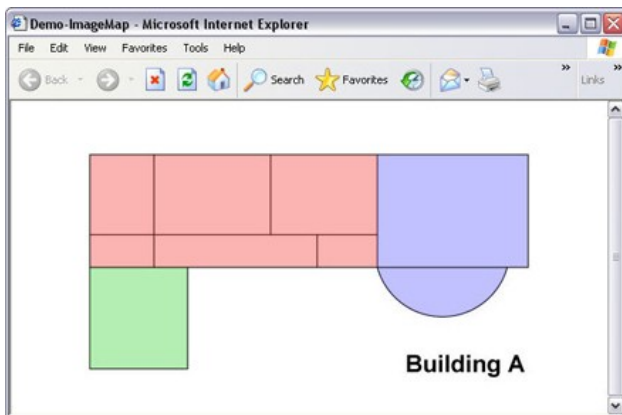 Demo-ImageMap - Microsoft Internet Explorer
File Edit View Favorites Tools Help
Back Search Favorites » Links »
Building A